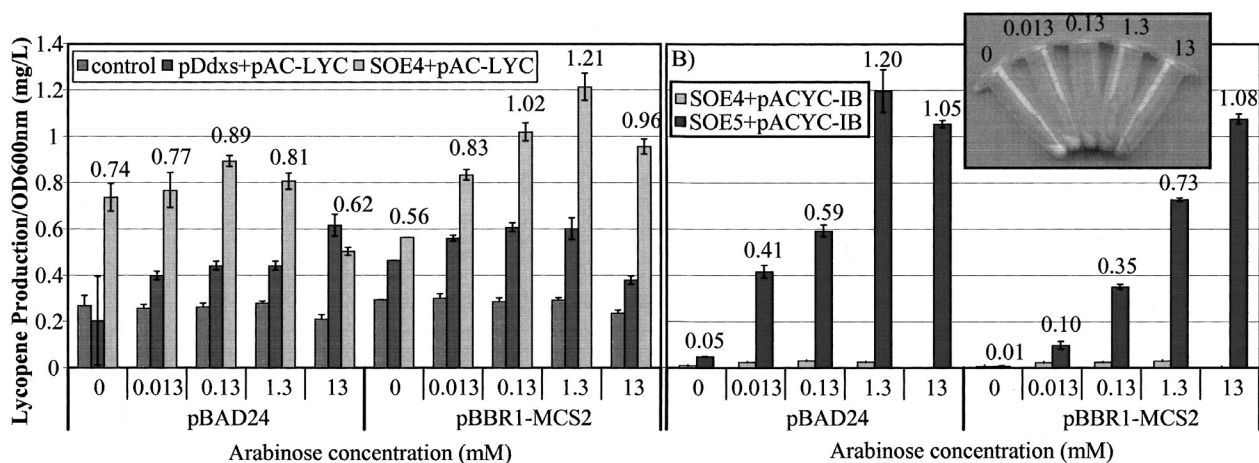 Lycopene Production/OD600nm (mg/L)
1.4
1.2
1
0.8
0.6
0.4
0.2
0
control pDdxs+pAC-LYC SOE4+pAC-LYC
0.74
0.77
0.89
0.81
0.62
0.56
0.83
1.02
1.21
0.96
0 0.013 0.13 1.3 13 0 0.013 0.13 1.3 13
pBAD24 pBBR1-MCS2
Arabinose concentration (mM)
B)
SOE4+pACYC-IB
SOE5+pACYC-IB
0 0.013 0.13 1.3 13
0.05
0.41
0.59
1.20
1.05
0.01
0.10
0.35
0.73
1.08
0 0.013 0.13 1.3 13 0 0.013 0.13 1.3 13
pBAD24 pBBR1-MCS2
Arabinose concentration (mM)